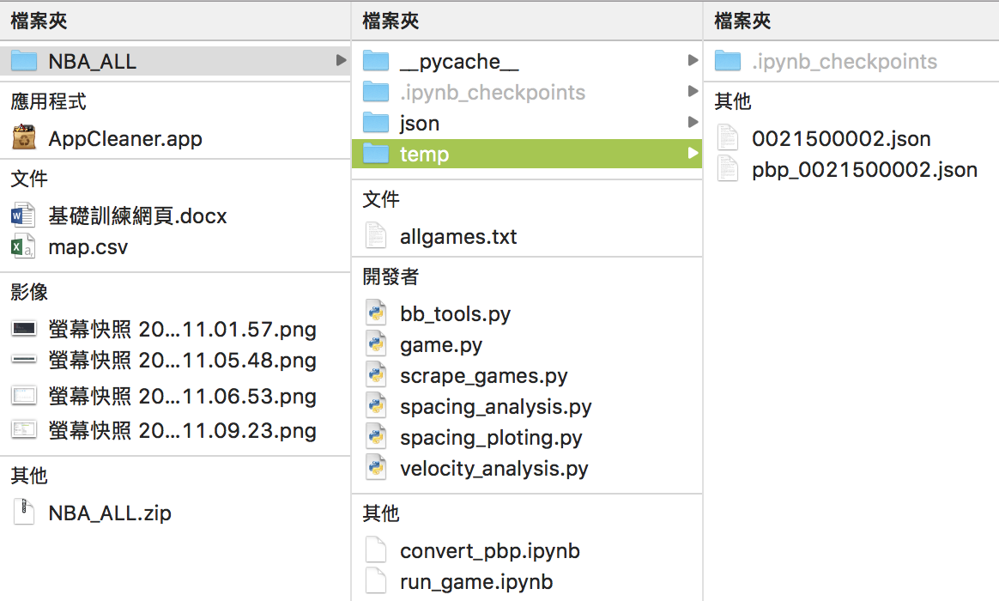 檔案夾
NBA_ALL
應用程式
AppCleaner.app
文件
基礎訓練網頁.docx
map.csv
影像
螢幕快照 20...11.01.57.png
螢幕快照 20...11.05.48.png
螢幕快照 20...11.06.53.png
螢幕快照 20...11.09.23.png
其他
NBA_ALL.zip
檔案夾
__pycache__
.ipynb_checkpoints
json
temp
文件
allgames.txt
開發者
bb_tools.py
game.py
scrape_games.py
spacing_analysis.py
spacing_ploting.py
velocity_analysis.py
其他
convert_pbp.ipynb
run_game.ipynb
檔案夾
.ipynb_checkpoints
其他
0021500002.json
pbp_0021500002.json